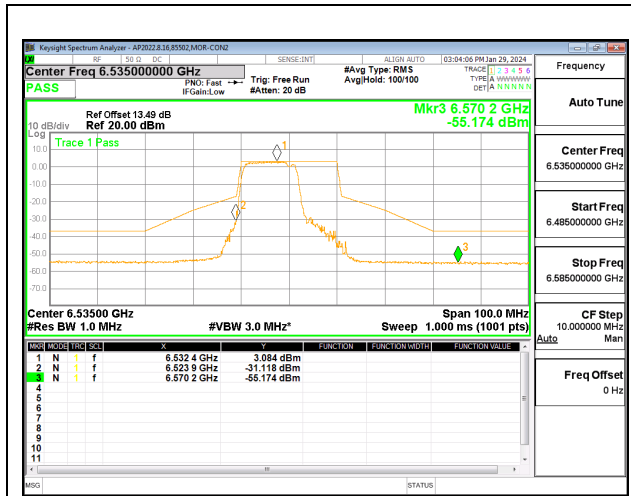 Keysight Spectrum Analyzer - AP2022.8.16,85502,MOR-CON2
RF 50 Ω DC SENSE:INT ALIGN AUTO 03:04:06 PM Jan 29, 2024
Center Freq 6.535000000 GHz
PNO: Fast
IFGain:Low
Trig: Free Run
#Atten: 20 dB
#Avg Type: RMS
Avg|Hold: 100/100
TRACE 1 2 3 4 5 6
TYPE A WWWWW
DET A N N N N N
PASS
Ref Offset 13.49 dB
10 dB/div Ref 20.00 dBm
Mkr3 6.570 2 GHz
-55.174 dBm
Log
Trace 1 Pass
10.0
0.00
-10.0
-20.0
-30.0
-40.0
-50.0
-60.0
-70.0
1
2
3
Center 6.53500 GHz Span 100.0 MHz
#Res BW 1.0 MHz #VBW 3.0 MHz* Sweep 1.000 ms (1001 pts)
MKR MODE TRC SCL X Y FUNCTION FUNCTION WIDTH FUNCTION VALUE
1 N 1 f 6.532 4 GHz 3.084 dBm
2 N 1 f 6.523 9 GHz -31.118 dBm
3 N 1 f 6.570 2 GHz -55.174 dBm
4
5
6
7
8
9
10
11
MSG STATUS
Frequency
Auto Tune
Center Freq
6.535000000 GHz
Start Freq
6.485000000 GHz
Stop Freq
6.585000000 GHz
CF Step
10.000000 MHz
Auto Man
Freq Offset
0 Hz